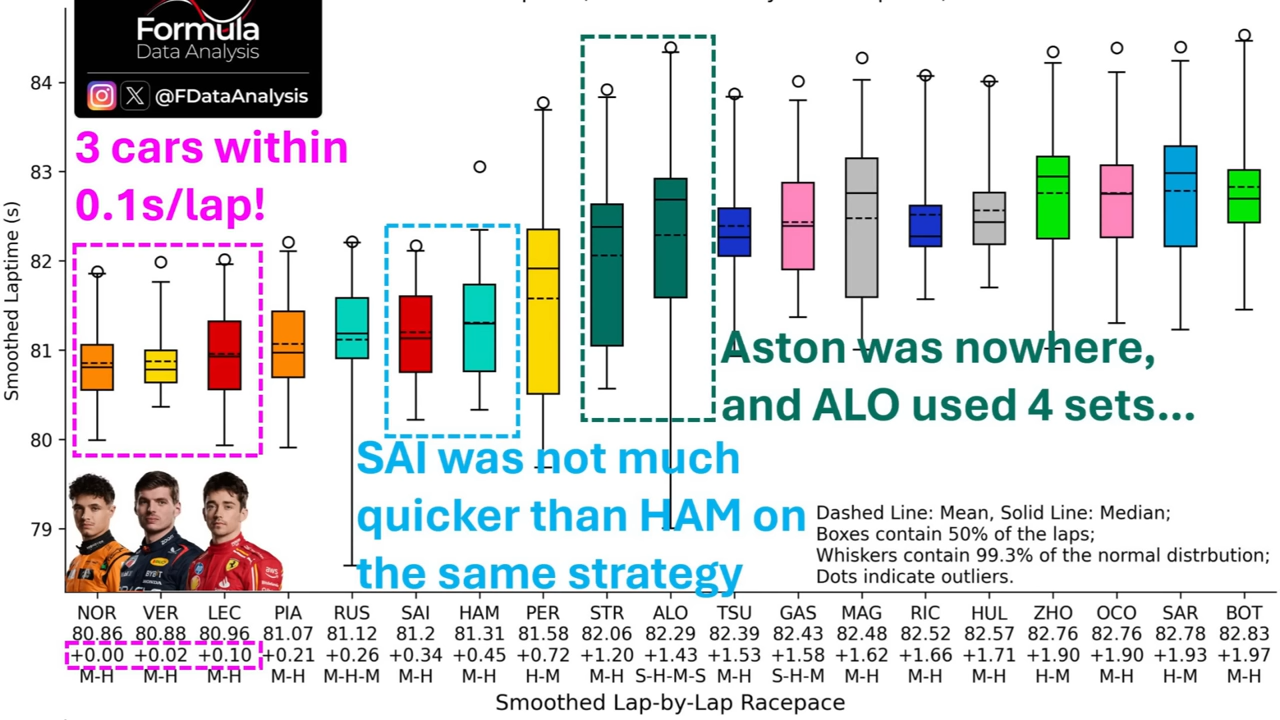 Formula
Data Analysis
@FDataAnalysis
3 cars within
0.1s/lap!
Smoothed Laptime (s)
84
83
82
81
80
79
Aston was nowhere,
and ALO used 4 sets...
SAI was not much
quicker than HAM on
the same strategy
Dashed Line: Mean, Solid Line: Median;
Boxes contain 50% of the laps;
Whiskers contain 99.3% of the normal distrbution;
Dots indicate outliers.
NOR VER LEC PIA RUS SAI HAM PER STR ALO TSU GAS MAG RIC HUL ZHO OCO SAR BOT
80.86 80.88 80.96 81.07 81.12 81.2 81.31 81.58 82.06 82.29 82.39 82.43 82.48 82.52 82.57 82.76 82.76 82.78 82.83
+0.00 +0.02 +0.10 +0.21 +0.26 +0.34 +0.45 +0.72 +1.20 +1.43 +1.53 +1.58 +1.62 +1.66 +1.71 +1.90 +1.90 +1.93 +1.97
M-H M-H M-H M-H M-H-M M-H M-H H-M M-H S-H-M-S M-H S-H-M M-H M-H M-H H-M M-H H-M M-H
Smoothed Lap-by-Lap Racepace